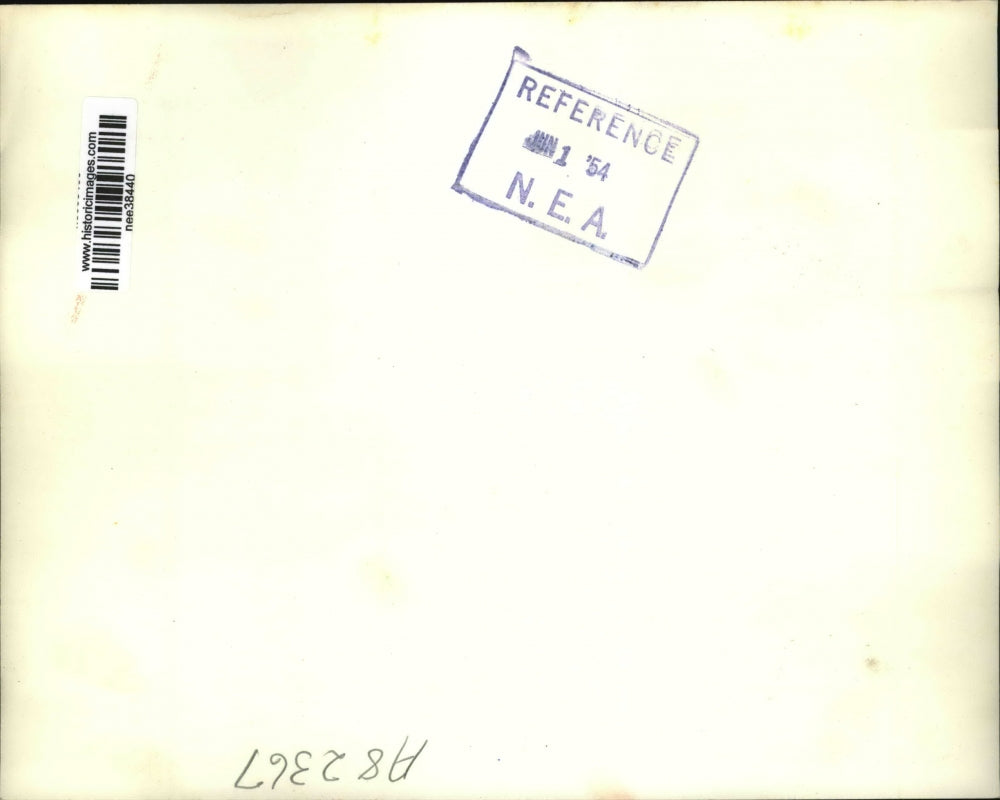 REFERENCE
JUN 1 '54
N. E. A.
www.historicimages.com
nee38440
A82367